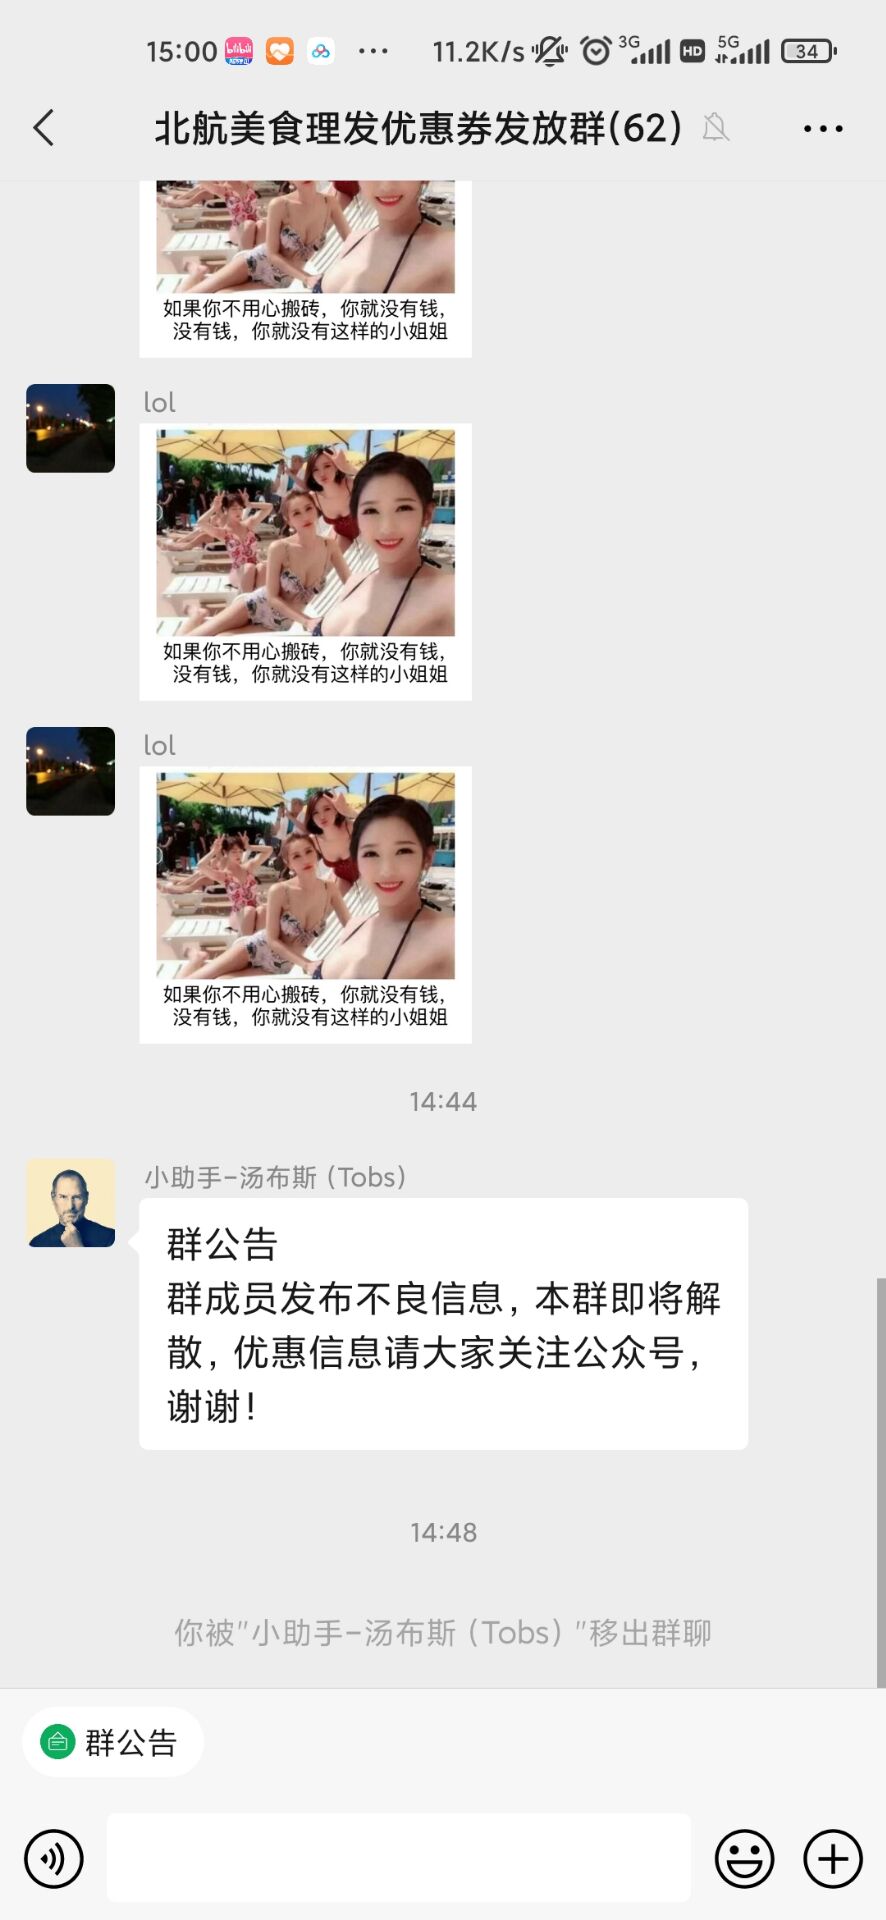 15:00
bilibili
11.2K/s
3G
HD
5G
34
北航美食理发优惠券发放群(62)
如果你不用心搬砖，你就没有钱，
没有钱，你就没有这样的小姐姐
lol
如果你不用心搬砖，你就没有钱，
没有钱，你就没有这样的小姐姐
lol
如果你不用心搬砖，你就没有钱，
没有钱，你就没有这样的小姐姐
14:44
小助手-汤布斯（Tobs）
群公告
群成员发布不良信息，本群即将解
散，优惠信息请大家关注公众号，
谢谢！
14:48
你被"小助手-汤布斯（Tobs）"移出群聊
群公告